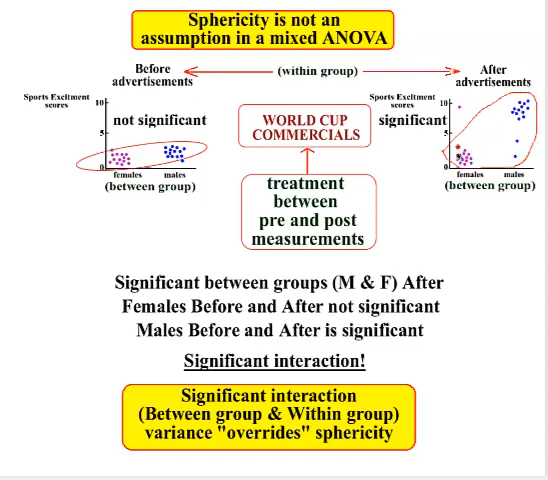 Sphericity is not an
assumption in a mixed ANOVA
Before
advertisements
(within group)
After
advertisements
Sports Excitment
scores
10
5
0
not significant
females
males
(between group)
WORLD CUP
COMMERCIALS
treatment
between
pre and post
measurements
Sports Excitment
scores
10
5
0
significant
females
males
(between group)
Significant between groups (M & F) After
Females Before and After not significant
Males Before and After is significant
Significant interaction!
Significant interaction
(Between group & Within group)
variance "overrides" sphericity